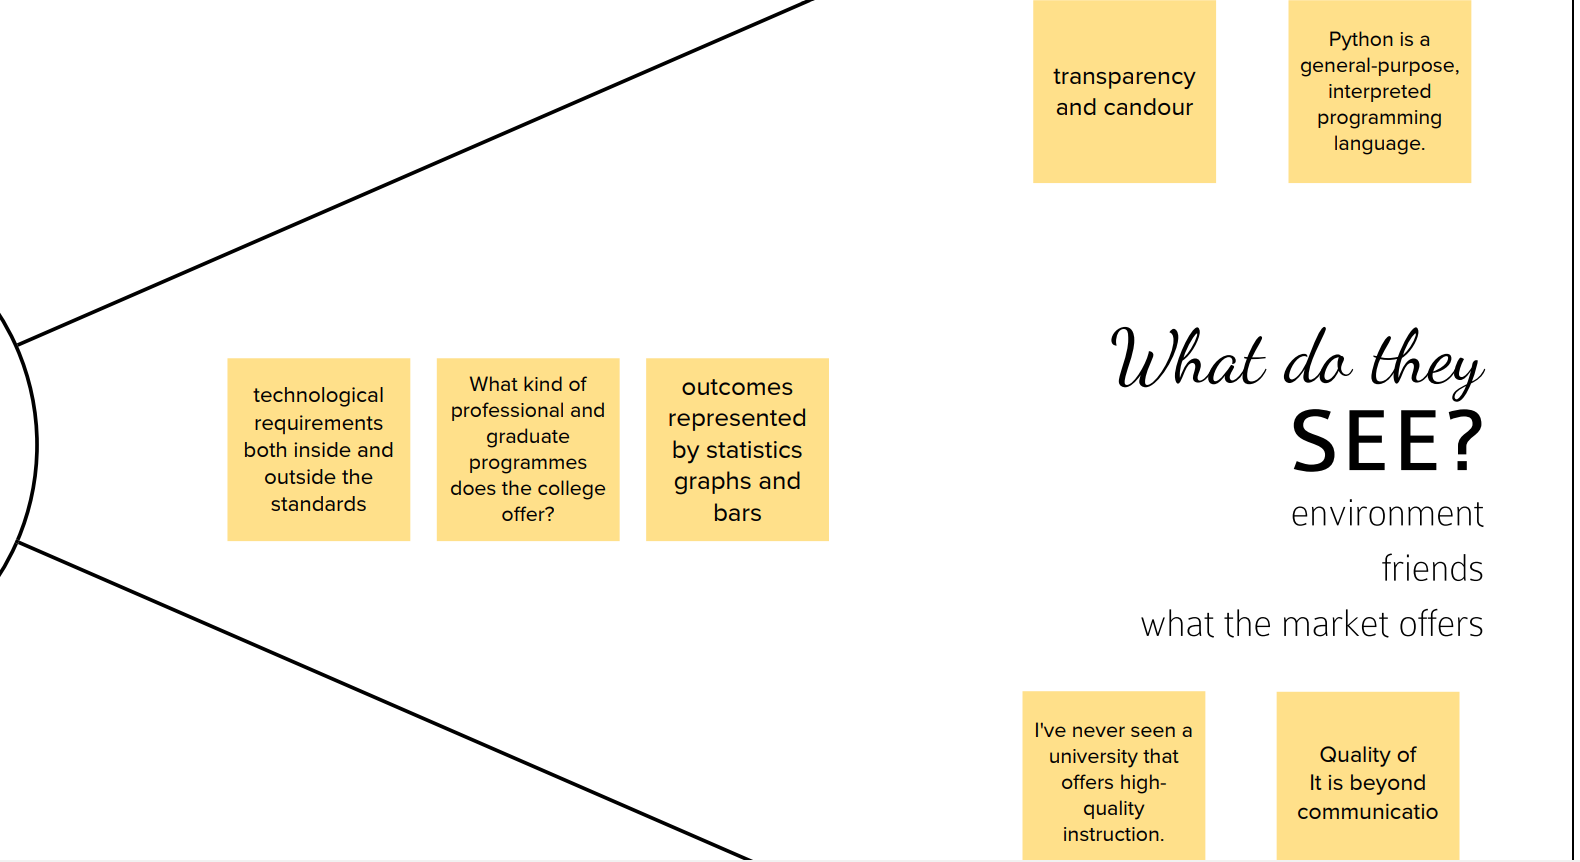 transparency
and candour
Python is a
general-purpose,
interpreted
programming
language.
technological
requirements
both inside and
outside the
standards
What kind of
professional and
graduate
programmes
does the college
offer?
outcomes
represented
by statistics
graphs and
bars
What do they
SEE?
environment
friends
what the market offers
I've never seen a
university that
offers high-
quality
instruction.
Quality of
It is beyond
communicatio